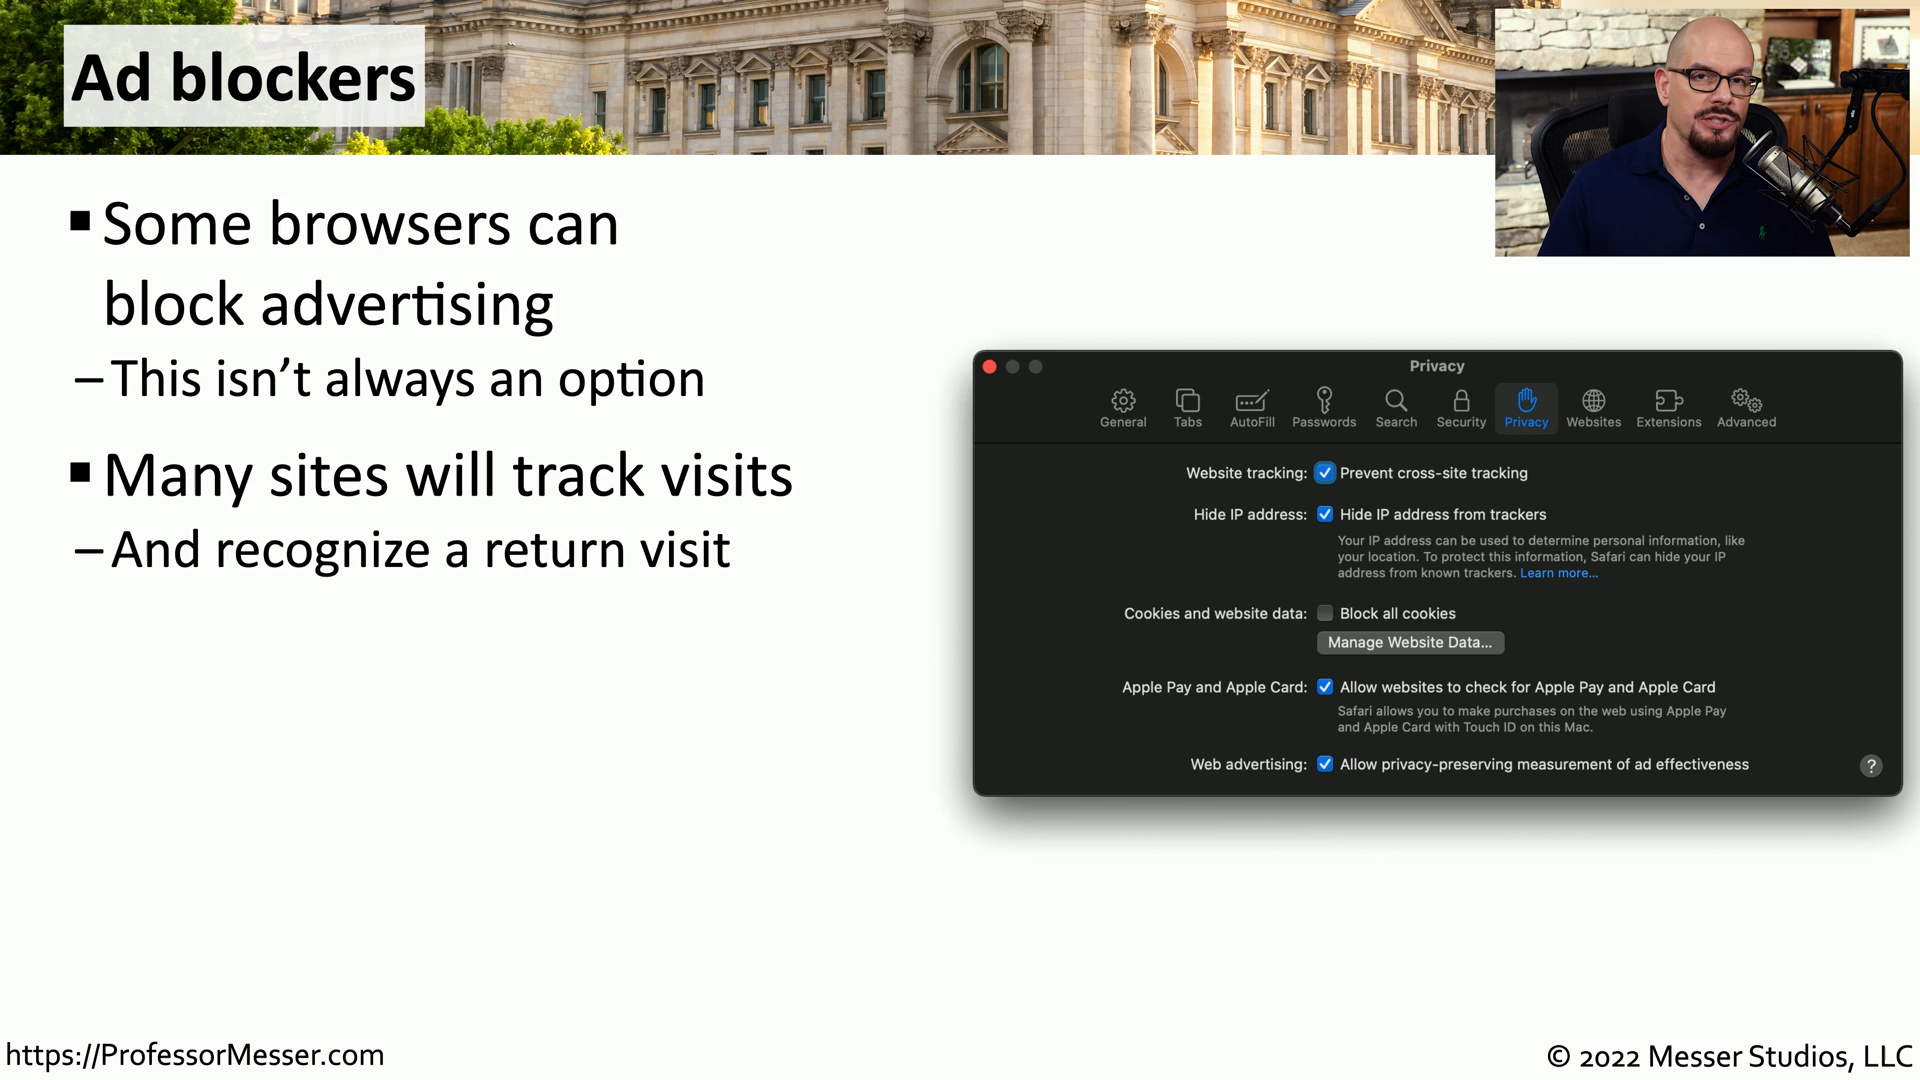 Ad blockers
▪ Some browsers can
block advertising
– This isn't always an option
▪ Many sites will track visits
– And recognize a return visit
Privacy
General Tabs AutoFill Passwords Search Security Privacy Websites Extensions Advanced
Website tracking: Prevent cross-site tracking
Hide IP address: Hide IP address from trackers
Your IP address can be used to determine personal information, like
your location. To protect this information, Safari can hide your IP
address from known trackers. Learn more...
Cookies and website data: Block all cookies
Manage Website Data...
Apple Pay and Apple Card: Allow websites to check for Apple Pay and Apple Card
Safari allows you to make purchases on the web using Apple Pay
and Apple Card with Touch ID on this Mac.
Web advertising: Allow privacy-preserving measurement of ad effectiveness
?
https://ProfessorMesser.com
© 2022 Messer Studios, LLC